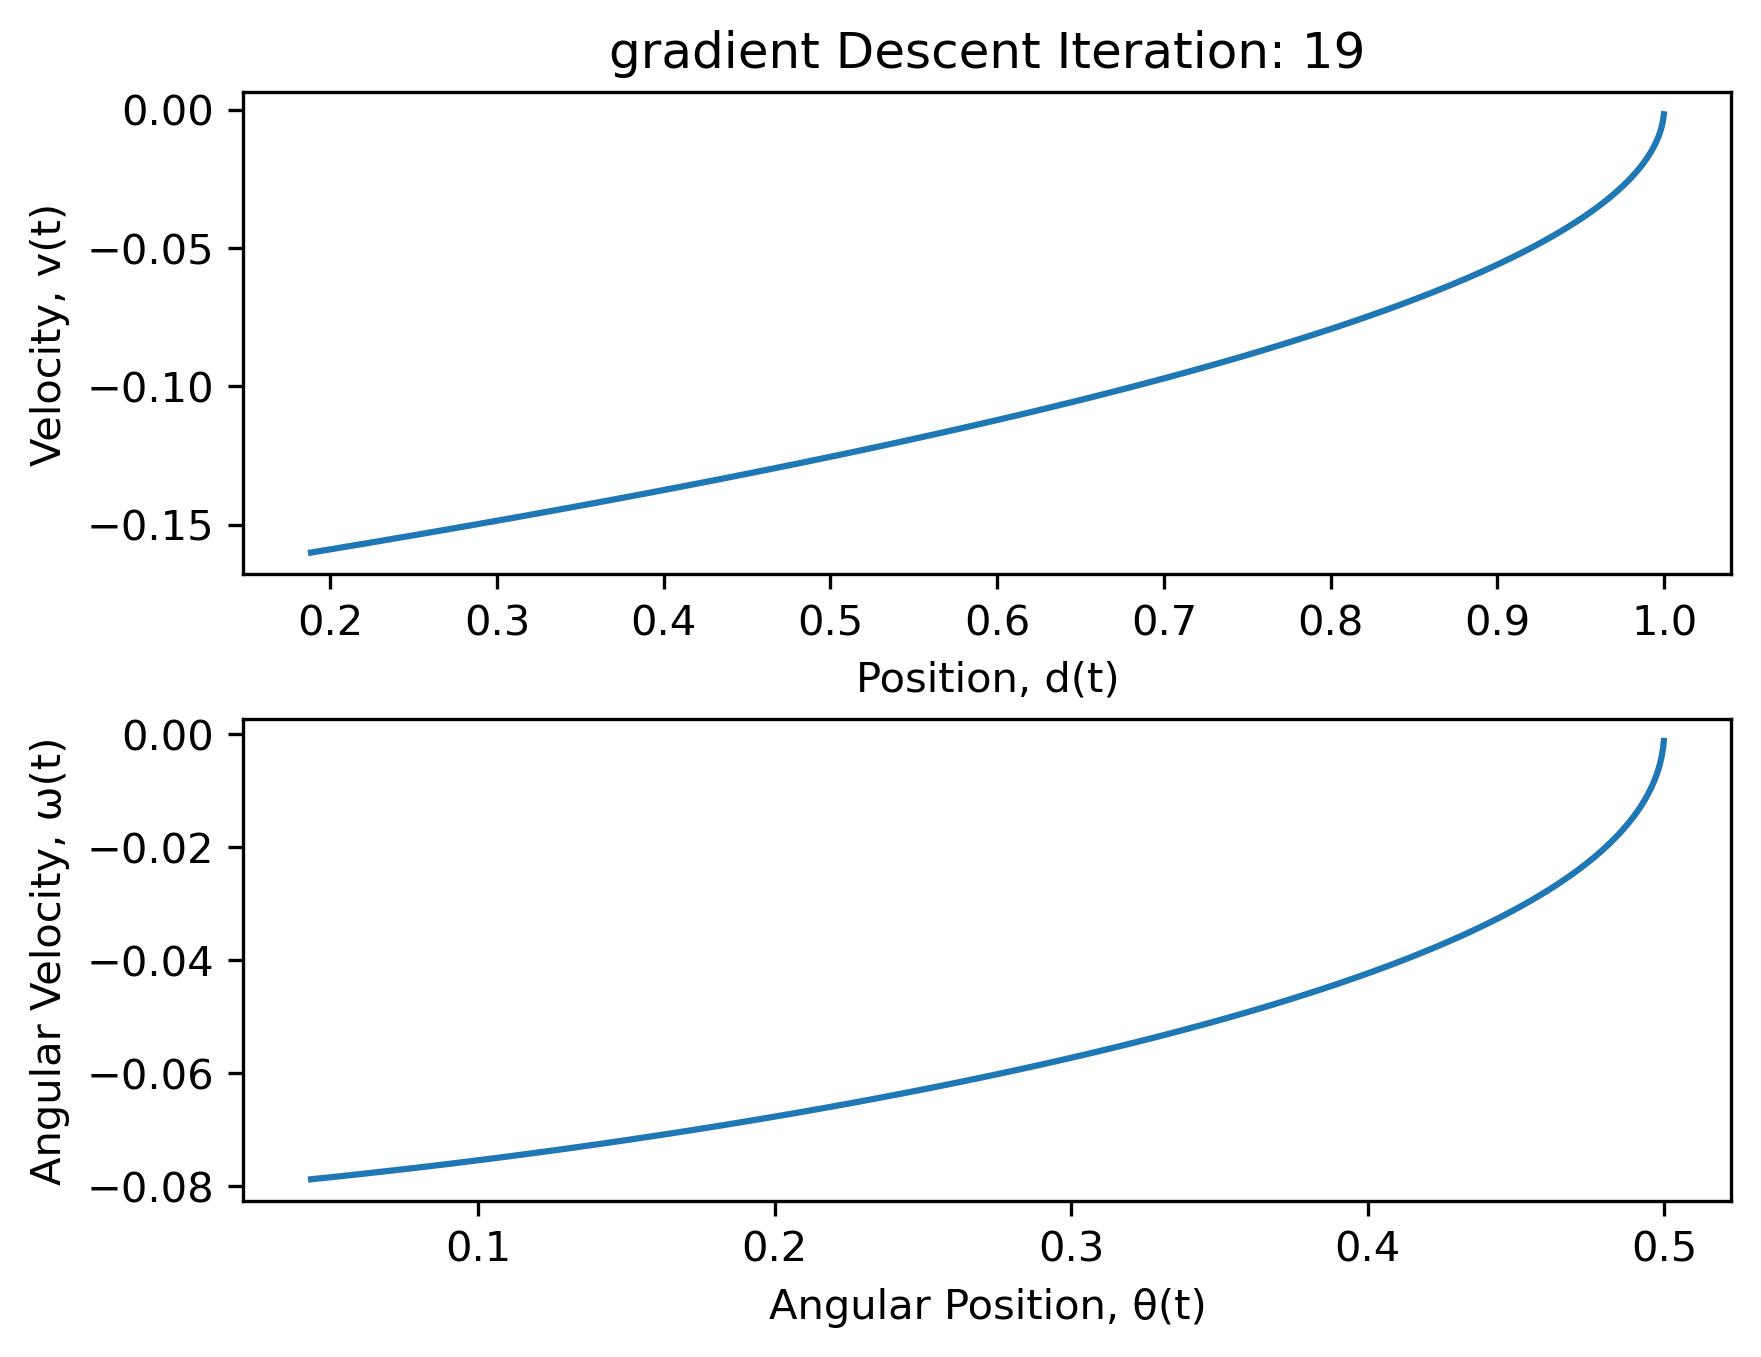 gradient Descent Iteration: 19
0.00
−0.05
−0.10
−0.15
Velocity, v(t)
0.2 0.3 0.4 0.5 0.6 0.7 0.8 0.9 1.0
Position, d(t)
0.00
−0.02
−0.04
−0.06
−0.08
Angular Velocity, ω(t)
0.1 0.2 0.3 0.4 0.5
Angular Position, θ(t)